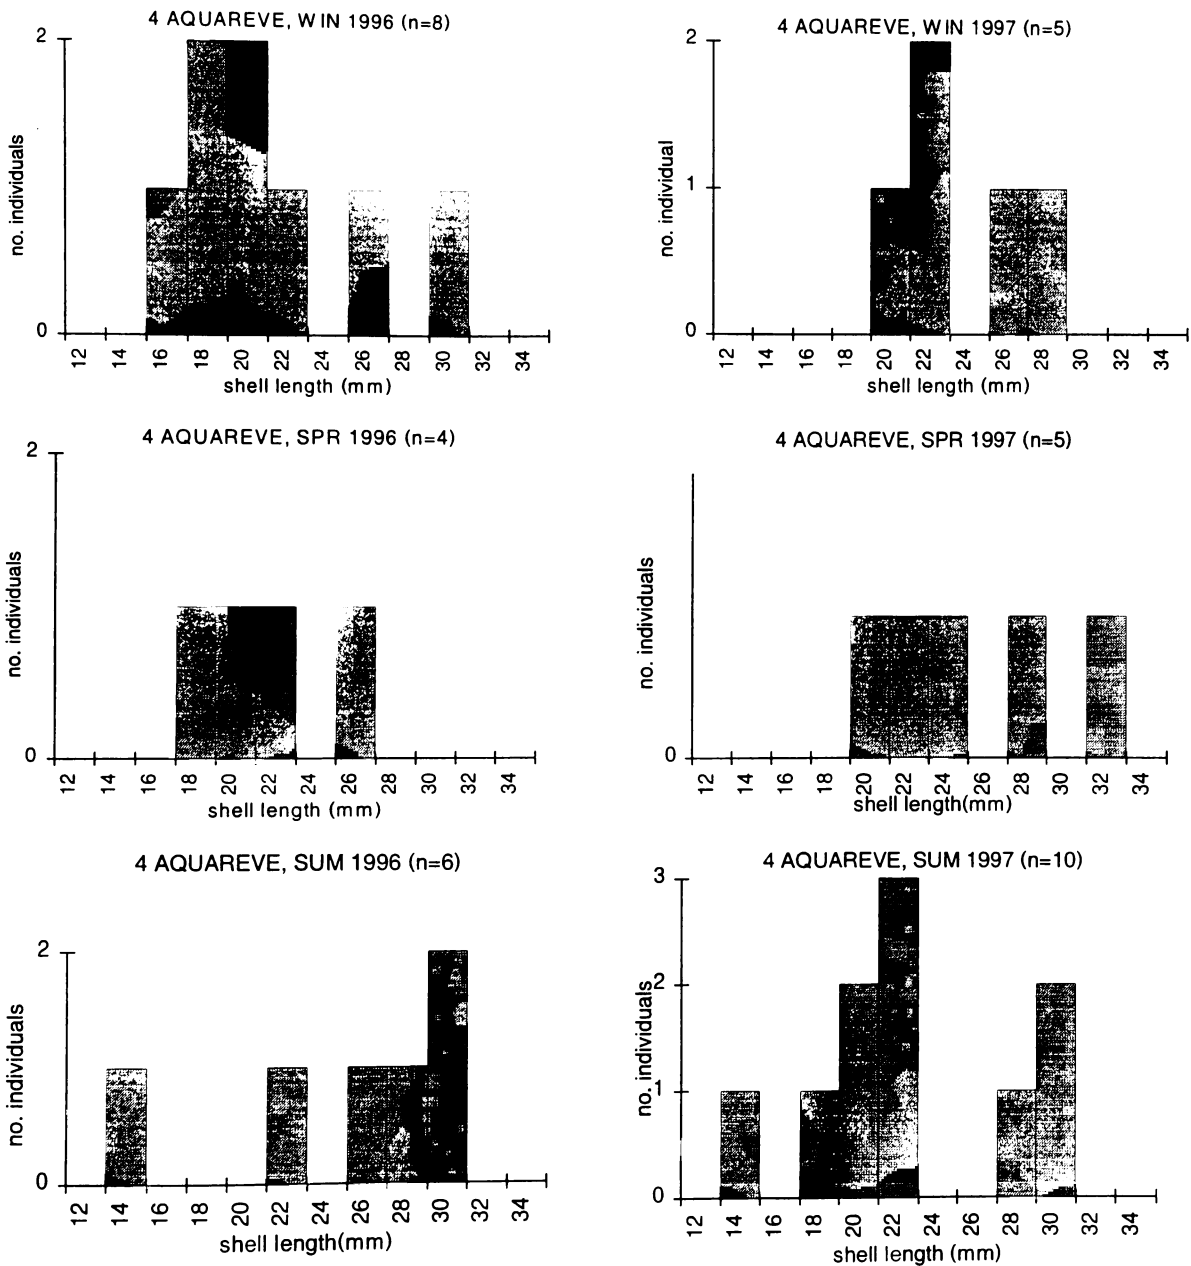 4 AQUAREVE, WIN 1996 (n=8)
2
no. individuals
0
12 14 16 18 20 22 24 26 28 30 32 34
shell length (mm)
4 AQUAREVE, WIN 1997 (n=5)
2
1
no. individual
0
12 14 16 18 20 22 24 26 28 30 32 34
shell length (mm)
4 AQUAREVE, SPR 1996 (n=4)
2
no. individuals
0
12 14 16 18 20 22 24 26 28 30 32 34
shell length (mm)
4 AQUAREVE, SPR 1997 (n=5)
no. individuals
0
12 14 16 18 20 22 24 26 28 30 32 34
shell length(mm)
4 AQUAREVE, SUM 1996 (n=6)
2
1
no. individuals
0
12 14 16 18 20 22 24 26 28 30 32 34
shell length(mm)
4 AQUAREVE, SUM 1997 (n=10)
3
2
1
no. individuals
0
12 14 16 18 20 22 24 26 28 30 32 34
shell length (mm)